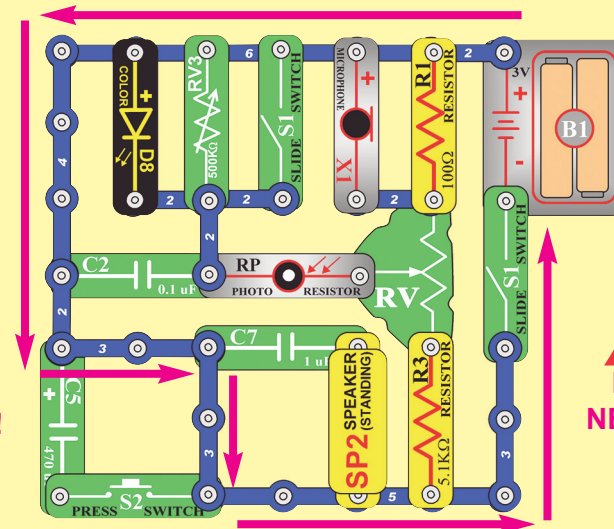 6
2
3V
+
-
B1
COLOR
+
D8
RV3
500KΩ
S1
SLIDE SWITCH
MICROPHONE
+
X1
R1
RESISTOR
100Ω
4
2
2
2
2
C2
0.1 uF
RP
PHOTO RESISTOR
RV
S1
SLIDE SWITCH
3
C7
1 uF
C5
+
470 u
3
SP2 SPEAKER
(STANDING)
R3
RESISTOR
5.1KΩ
3
NE
!
S2
PRESS SWITCH
5